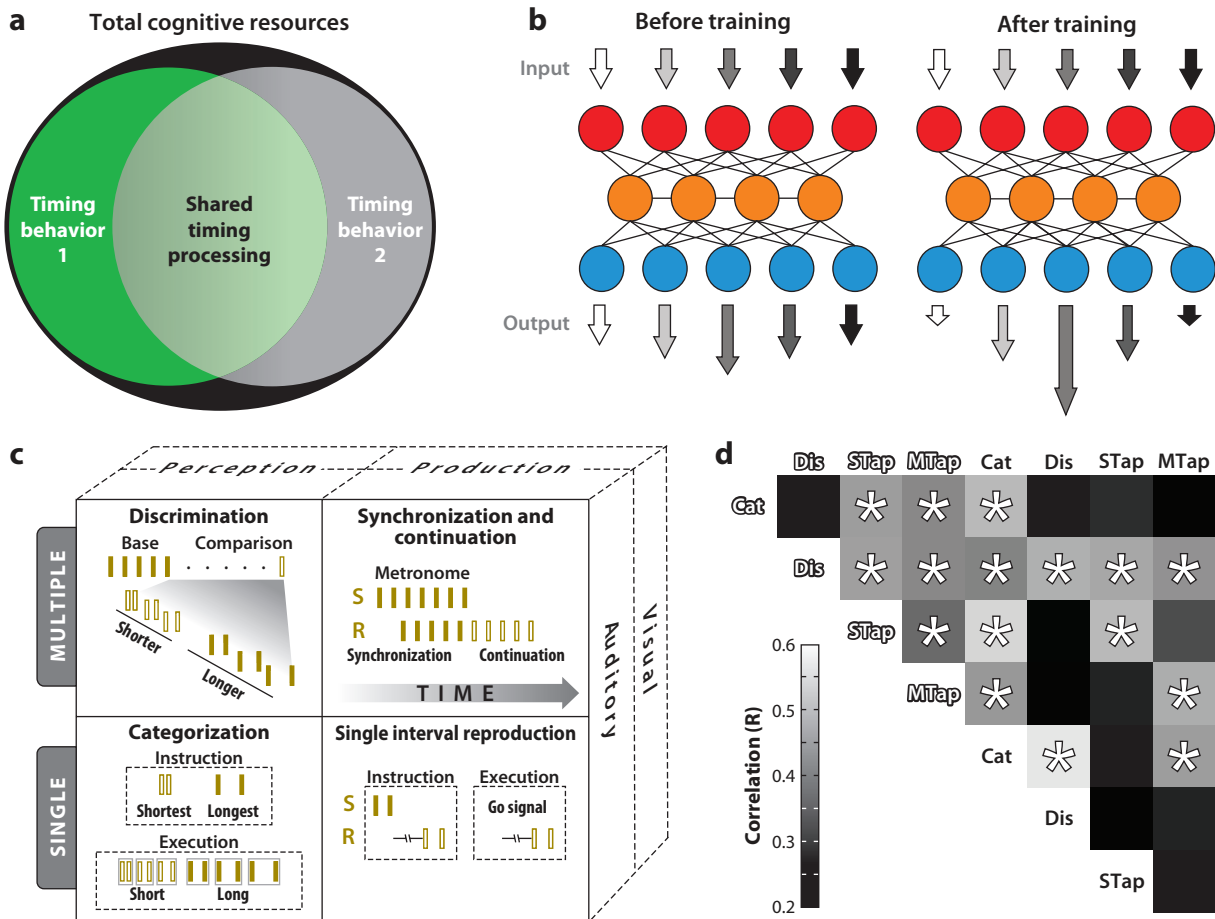 a
Total cognitive resources
Timing
behavior
1
Shared
timing
processing
Timing
behavior
2
b
Before training
After training
Input
Output
c
Perception
Production
MULTIPLE
SINGLE
Auditory
Visual
Discrimination
Base
Comparison
Shorter
Longer
Synchronization and
continuation
Metronome
S
R
Synchronization
Continuation
TIME
Categorization
Instruction
Shortest
Longest
Execution
Short
Long
Single interval reproduction
Instruction
Execution
S
Go signal
R
d
Dis STap MTap Cat Dis STap MTap
Cat
Dis
STap
MTap
Cat
Dis
STap
Correlation (R)
0.6
0.5
0.4
0.3
0.2